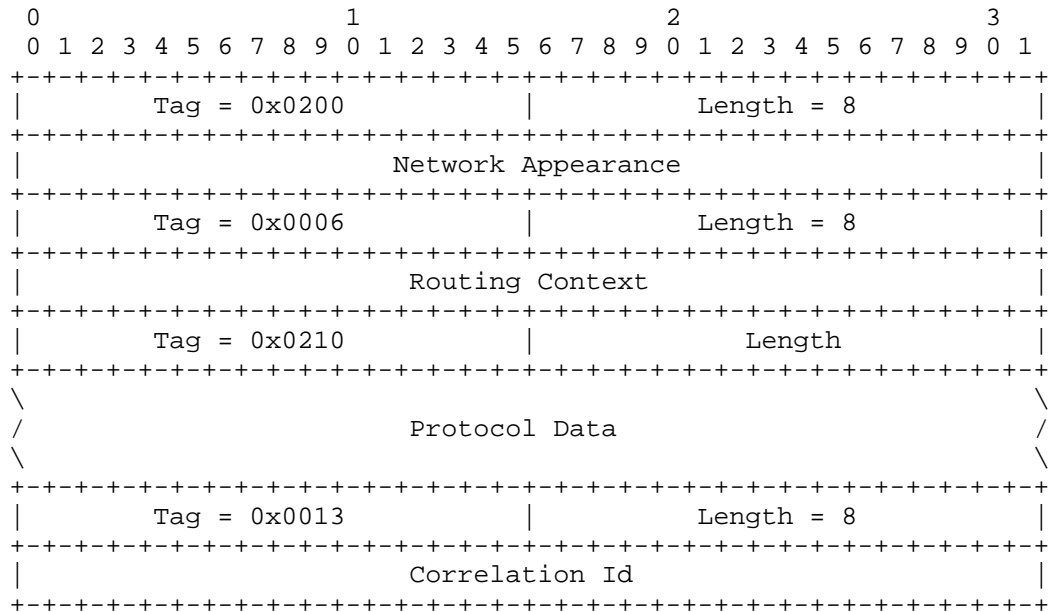 0                   1                   2                   3
 0 1 2 3 4 5 6 7 8 9 0 1 2 3 4 5 6 7 8 9 0 1 2 3 4 5 6 7 8 9 0 1
+-+-+-+-+-+-+-+-+-+-+-+-+-+-+-+-+-+-+-+-+-+-+-+-+-+-+-+-+-+-+-+-+
|        Tag = 0x0200           |          Length = 8           |
+-+-+-+-+-+-+-+-+-+-+-+-+-+-+-+-+-+-+-+-+-+-+-+-+-+-+-+-+-+-+-+-+
|                       Network Appearance                      |
+-+-+-+-+-+-+-+-+-+-+-+-+-+-+-+-+-+-+-+-+-+-+-+-+-+-+-+-+-+-+-+-+
|        Tag = 0x0006           |          Length = 8           |
+-+-+-+-+-+-+-+-+-+-+-+-+-+-+-+-+-+-+-+-+-+-+-+-+-+-+-+-+-+-+-+-+
|                        Routing Context                        |
+-+-+-+-+-+-+-+-+-+-+-+-+-+-+-+-+-+-+-+-+-+-+-+-+-+-+-+-+-+-+-+-+
|        Tag = 0x0210           |             Length            |
+-+-+-+-+-+-+-+-+-+-+-+-+-+-+-+-+-+-+-+-+-+-+-+-+-+-+-+-+-+-+-+-+
\                                                               \
/                        Protocol Data                          /
\                                                               \
+-+-+-+-+-+-+-+-+-+-+-+-+-+-+-+-+-+-+-+-+-+-+-+-+-+-+-+-+-+-+-+-+
|        Tag = 0x0013           |          Length = 8           |
+-+-+-+-+-+-+-+-+-+-+-+-+-+-+-+-+-+-+-+-+-+-+-+-+-+-+-+-+-+-+-+-+
|                        Correlation Id                         |
+-+-+-+-+-+-+-+-+-+-+-+-+-+-+-+-+-+-+-+-+-+-+-+-+-+-+-+-+-+-+-+-+